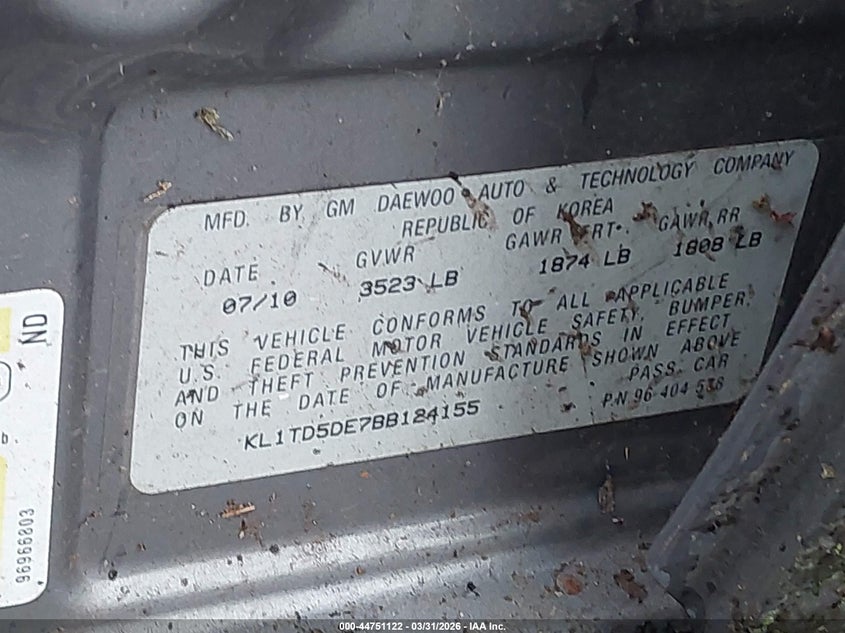 MFD. BY GM DAEWOO AUTO & TECHNOLOGY COMPANY
REPUBLIC OF KOREA
DATE GVWR GAWR FRT. GAWR RR
07/10 3523 LB 1874 LB 1808 LB
THIS VEHICLE CONFORMS TO ALL APPLICABLE
U.S. FEDERAL MOTOR VEHICLE SAFETY, BUMPER,
AND THEFT PREVENTION STANDARDS IN EFFECT
ON THE DATE OF MANUFACTURE SHOWN ABOVE
KL1TD5DE7BB124155 PASS. CAR
P/N 96 404 538
ND
96966803
000-44751122 - 03/31/2026 - IAA Inc.